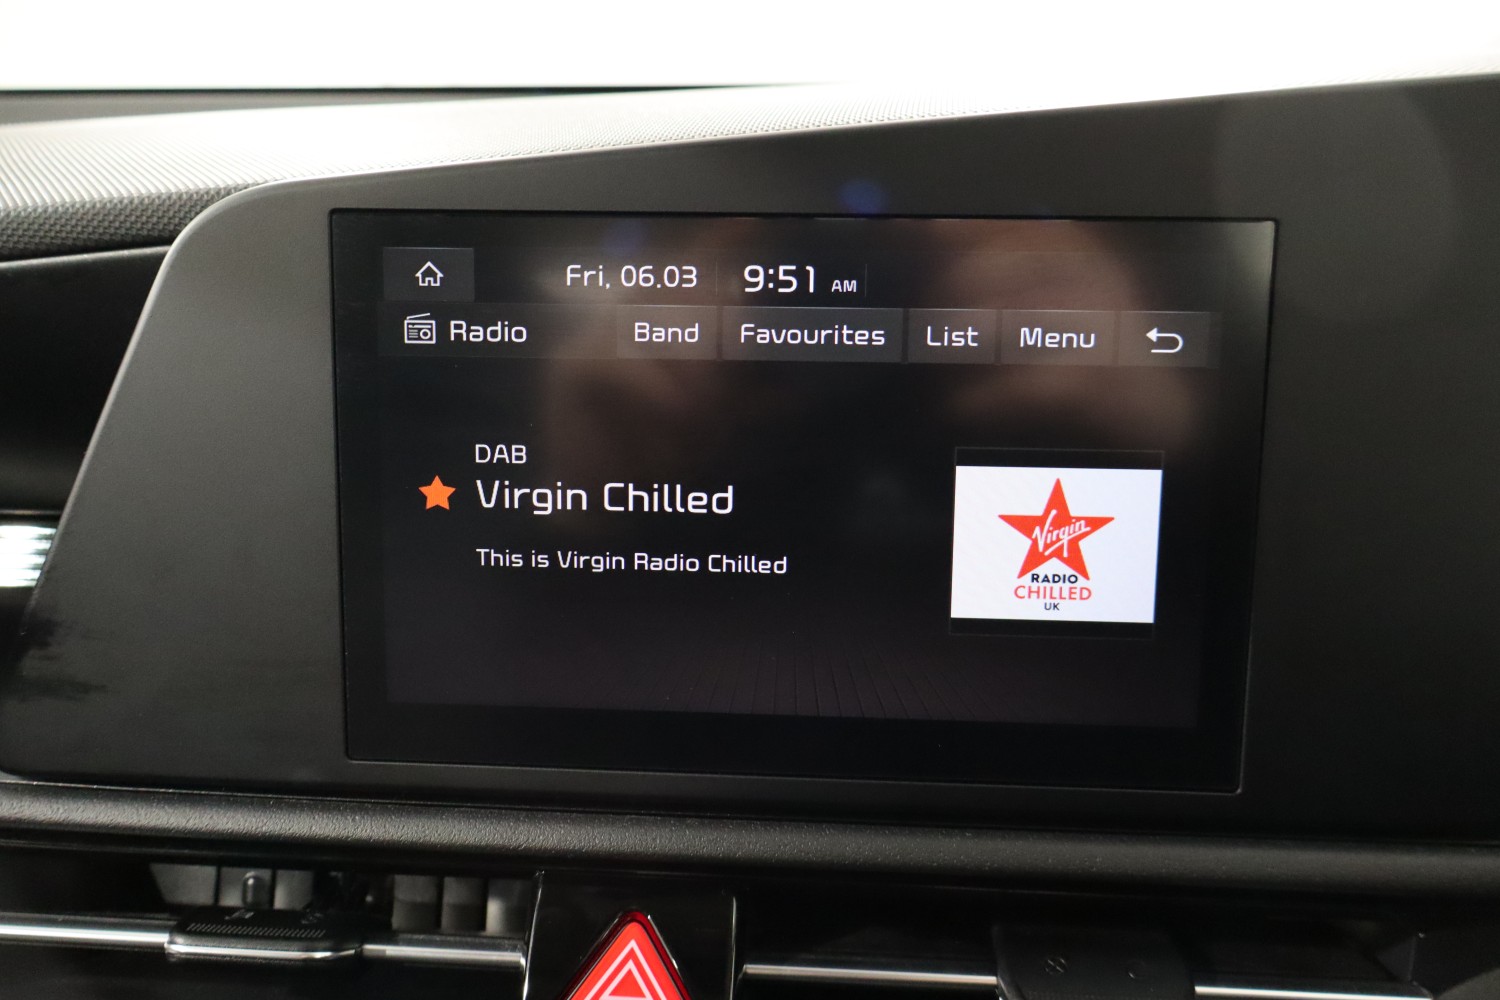 Fri, 06.03 9:51 AM
Radio Band Favourites List Menu
DAB
Virgin Chilled
This is Virgin Radio Chilled
Virgin
RADIO
CHILLED
UK